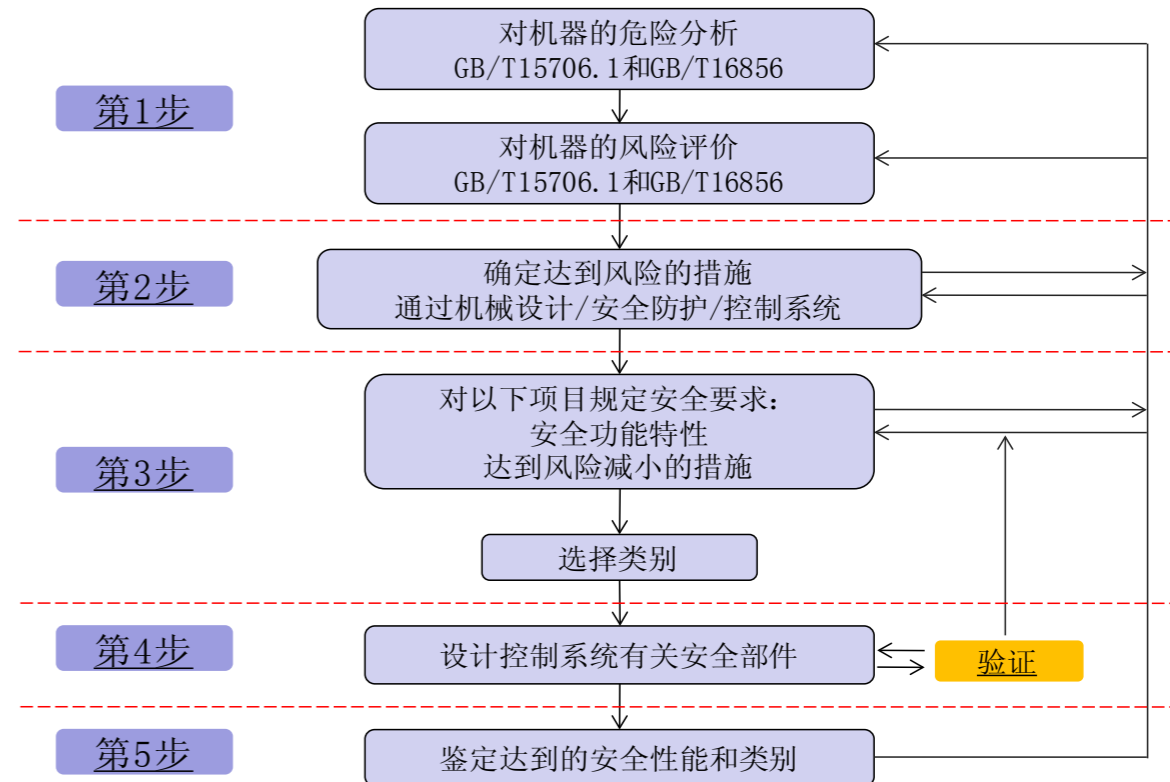 对机器的危险分析
GB/T15706.1和GB/T16856
第1步
对机器的风险评价
GB/T15706.1和GB/T16856
第2步
确定达到风险的措施
通过机械设计/安全防护/控制系统
第3步
对以下项目规定安全要求:
安全功能特性
达到风险减小的措施
选择类别
第4步
设计控制系统有关安全部件
验证
第5步
鉴定达到的安全性能和类别